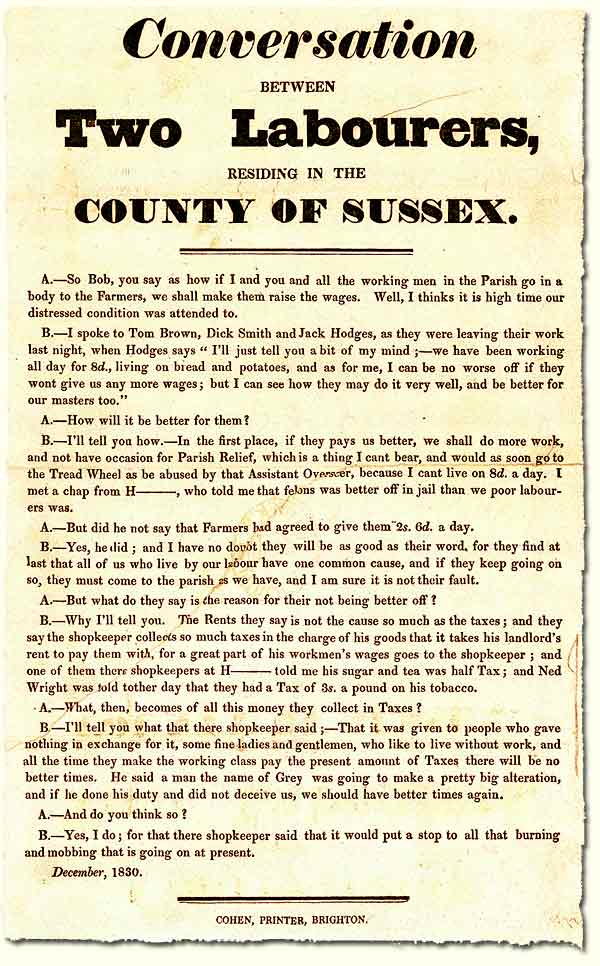 Conversation
BETWEEN
Two Labourers,
RESIDING IN THE
COUNTY OF SUSSEX.
A.—So Bob, you say as how if I and you and all the working men in the Parish go in a
body to the Farmers, we shall make them raise the wages. Well, I thinks it is high time our
distressed condition was attended to.
B.—I spoke to Tom Brown, Dick Smith and Jack Hodges, as they were leaving their work
last night, when Hodges says “ I'll just tell you a bit of my mind ;—we have been working
all day for 8d., living on bread and potatoes, and as for me, I can be no worse off if they
wont give us any more wages; but I can see how they may do it very well, and be better for
our masters too.”
A.—How will it be better for them?
B.—I'll tell you how.—In the first place, if they pays us better, we shall do more work,
and not have occasion for Parish Relief, which is a thing I cant bear, and would as soon go to
the Tread Wheel as be abused by that Assistant Overseer, because I cant live on 8d. a day. I
met a chap from H———, who told me that felons was better off in jail than we poor labour-
ers was.
A.—But did he not say that Farmers had agreed to give them 2s. 6d. a day.
B.—Yes, he did ; and I have no doubt they will be as good as their word, for they find at
last that all of us who live by our labour have one common cause, and if they keep going on
so, they must come to the parish as we have, and I am sure it is not their fault.
A.—But what do they say is the reason for their not being better off ?
B.—Why I'll tell you. The Rents they say is not the cause so much as the taxes ; and they
say the shopkeeper collects so much taxes in the charge of his goods that it takes his landlord's
rent to pay them with, for a great part of his workmen's wages goes to the shopkeeper ; and
one of them there shopkeepers at H——— told me his sugar and tea was half Tax ; and Ned
Wright was told tother day that they had a Tax of 3s. a pound on his tobacco.
A.—What, then, becomes of all this money they collect in Taxes ?
B.—I'll tell you what that there shopkeeper said ;—That it was given to people who gave
nothing in exchange for it, some fine ladies and gentlemen, who like to live without work, and
all the time they make the working class pay the present amount of Taxes there will be no
better times. He said a man the name of Grey was going to make a pretty big alteration,
and if he done his duty and did not deceive us, we should have better times again.
A.—And do you think so ?
B.—Yes, I do ; for that there shopkeeper said that it would put a stop to all that burning
and mobbing that is going on at present.
December, 1830.
COHEN, PRINTER, BRIGHTON.